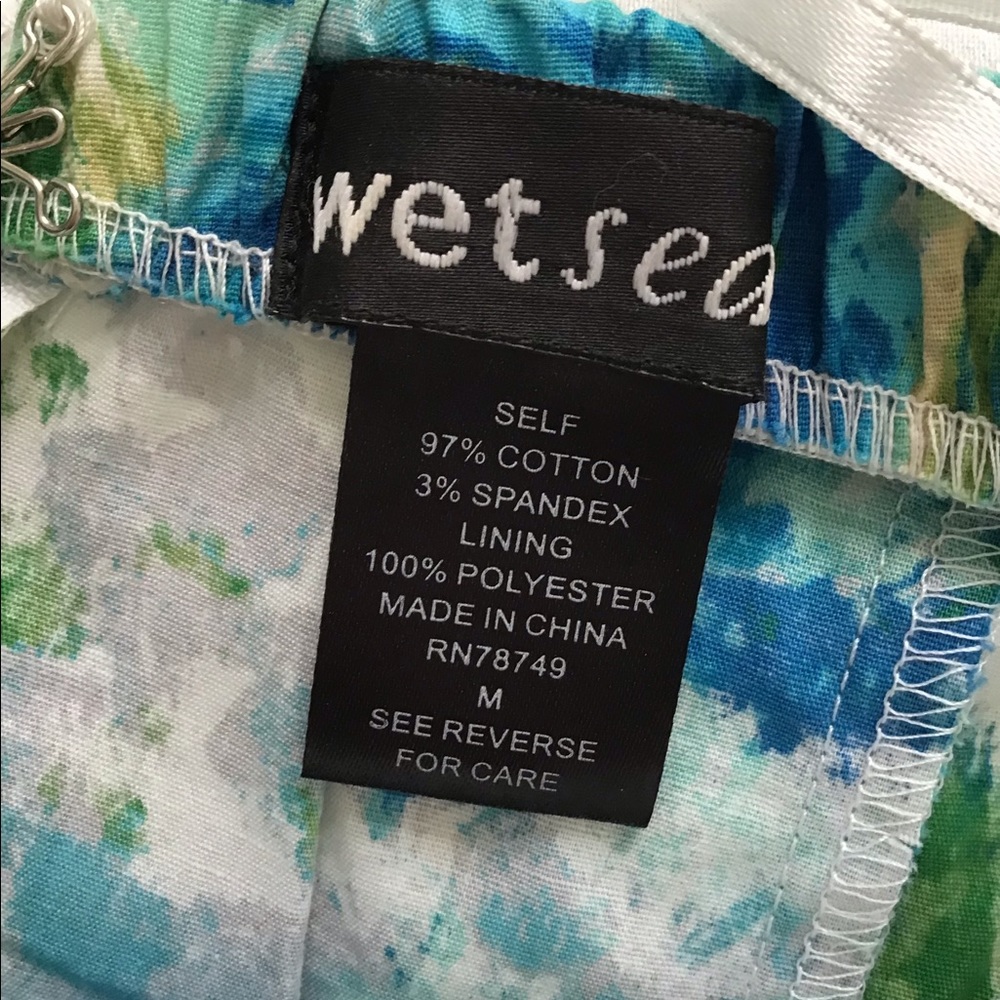 wetsea
SELF
97% COTTON
3% SPANDEX
LINING
100% POLYESTER
MADE IN CHINA
RN78749
M
SEE REVERSE
FOR CARE